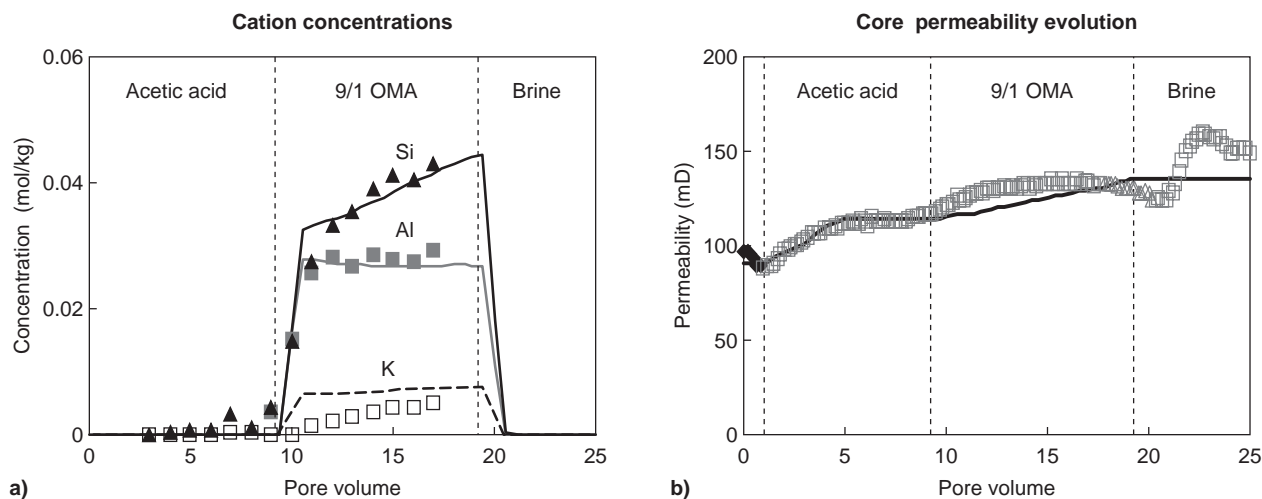 Cation concentrations
0.06
Acetic acid
9/1 OMA
Brine
Si
0.04
Al
0.02
K
0
0
5
10
15
20
25
Concentration (mol/kg)
Pore volume
a)
Core permeability evolution
200
Acetic acid
9/1 OMA
Brine
150
100
50
0
0
5
10
15
20
25
Permeability (mD)
Pore volume
b)